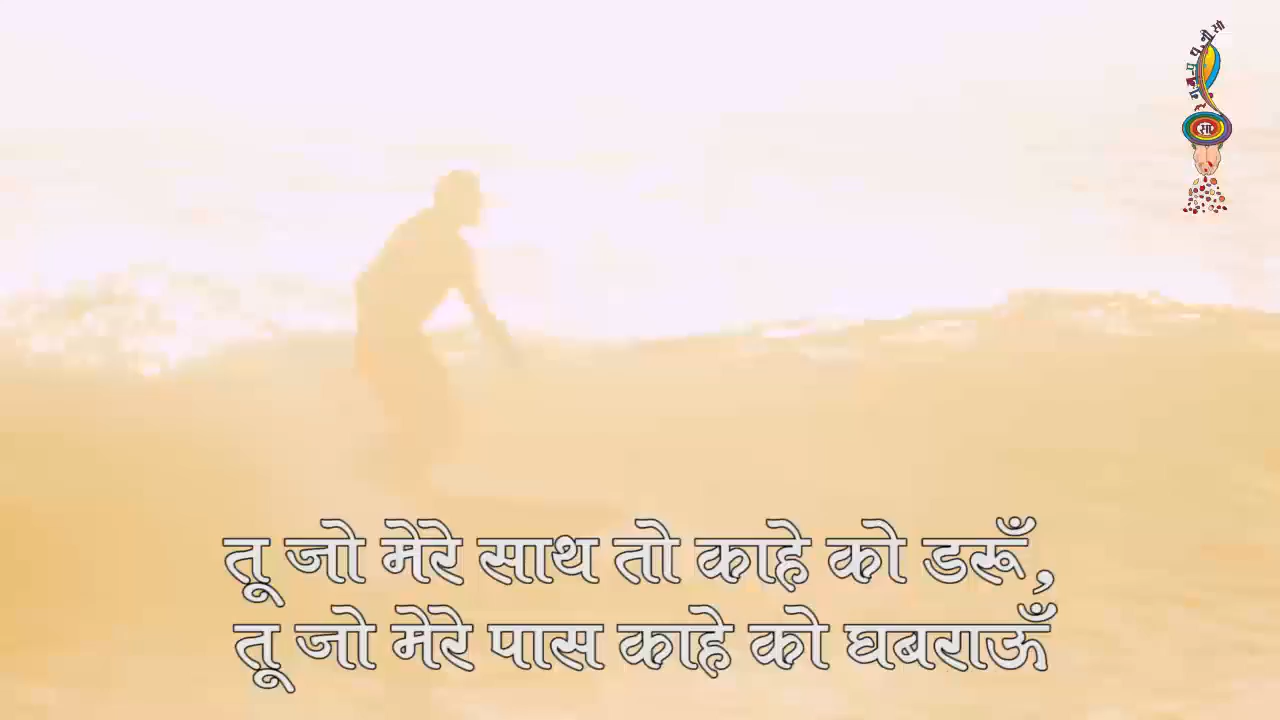 तू जो मेरे साथ तो काहे को डरूँ,
तू जो मेरे पास काहे को घबराऊँ
सा